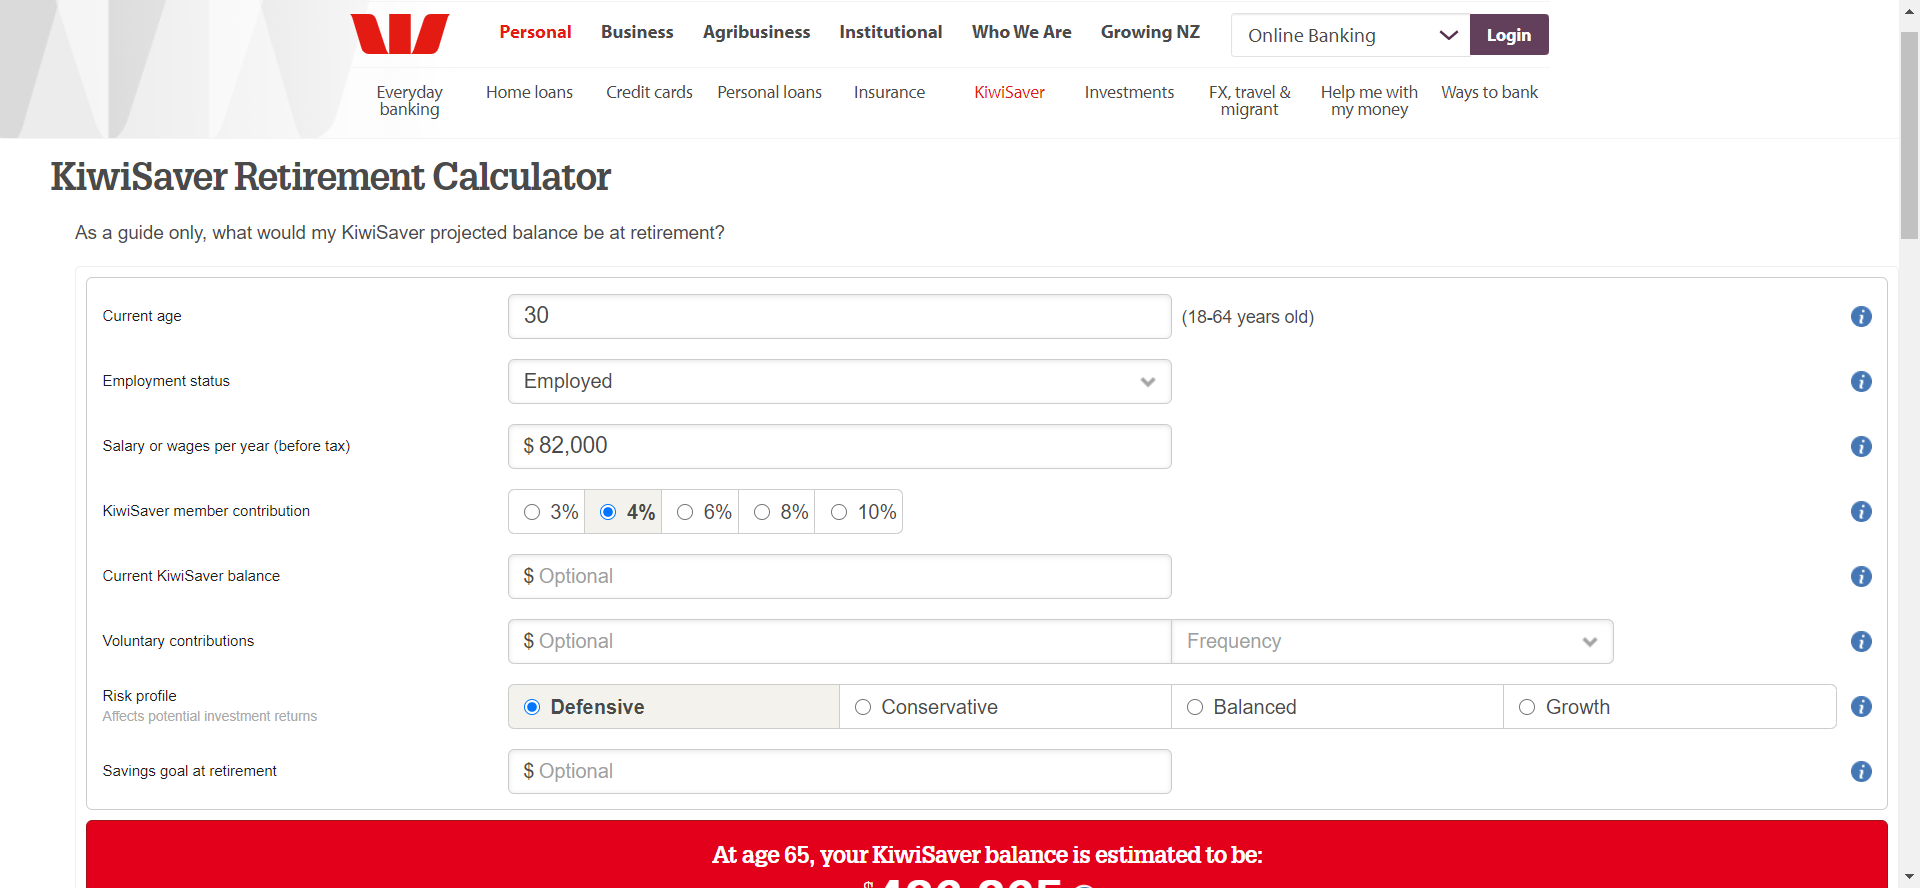 Personal
Business
Agribusiness
Institutional
Who We Are
Growing NZ
Online Banking
Login
Everyday
banking
Home loans
Credit cards
Personal loans
Insurance
KiwiSaver
Investments
FX, travel &
migrant
Help me with
my money
Ways to bank
KiwiSaver Retirement Calculator
As a guide only, what would my KiwiSaver projected balance be at retirement?
Current age
30
(18-64 years old)
Employment status
Employed
Salary or wages per year (before tax)
$ 82,000
KiwiSaver member contribution
3%
4%
6%
8%
10%
Current KiwiSaver balance
$ Optional
Voluntary contributions
$ Optional
Frequency
Risk profile
Affects potential investment returns
Defensive
Conservative
Balanced
Growth
Savings goal at retirement
$ Optional
At age 65, your KiwiSaver balance is estimated to be: